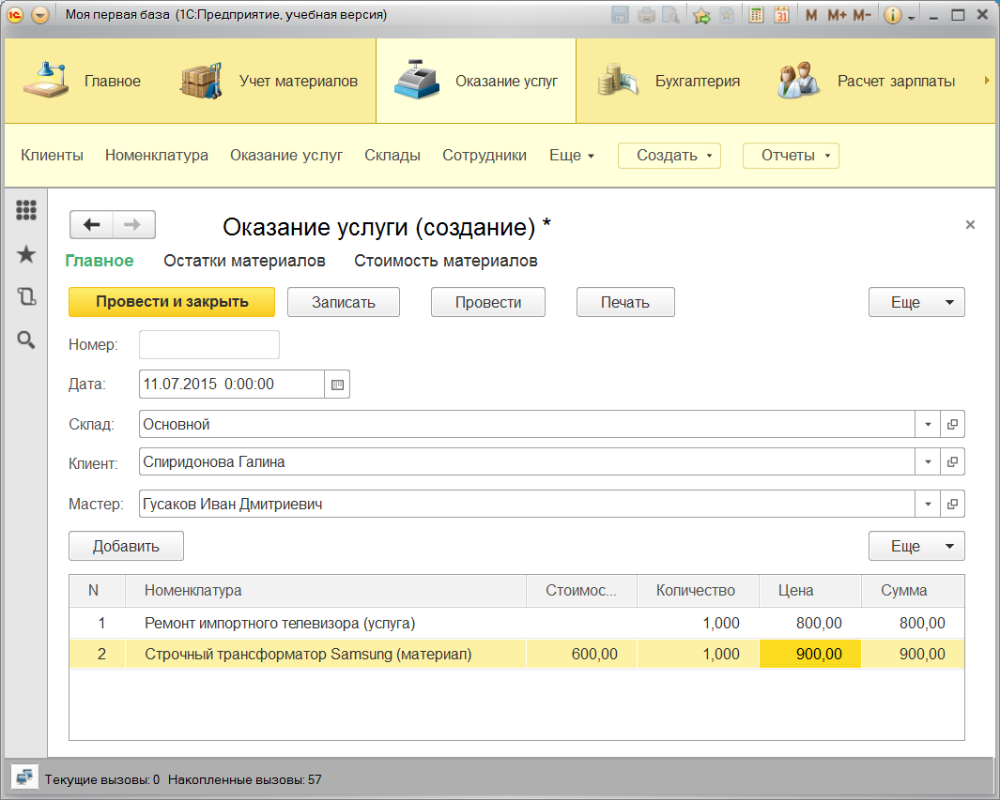 Моя первая база (1С:Предприятие, учебная версия)
31 M M+ M-
Главное Учет материалов Оказание услуг Бухгалтерия Расчет зарплаты
Клиенты Номенклатура Оказание услуг Склады Сотрудники Еще Создать Отчеты
Оказание услуги (создание) *
Главное Остатки материалов Стоимость материалов
Провести и закрыть Записать Провести Печать Еще
Номер:
Дата: 11.07.2015 0:00:00
Склад: Основной
Клиент: Спиридонова Галина
Мастер: Гусаков Иван Дмитриевич
Добавить Еще
N Номенклатура Стоимос... Количество Цена Сумма
1 Ремонт импортного телевизора (услуга) 1,000 800,00 800,00
2 Строчный трансформатор Samsung (материал) 600,00 1,000 900,00 900,00
Текущие вызовы: 0 Накопленные вызовы: 57